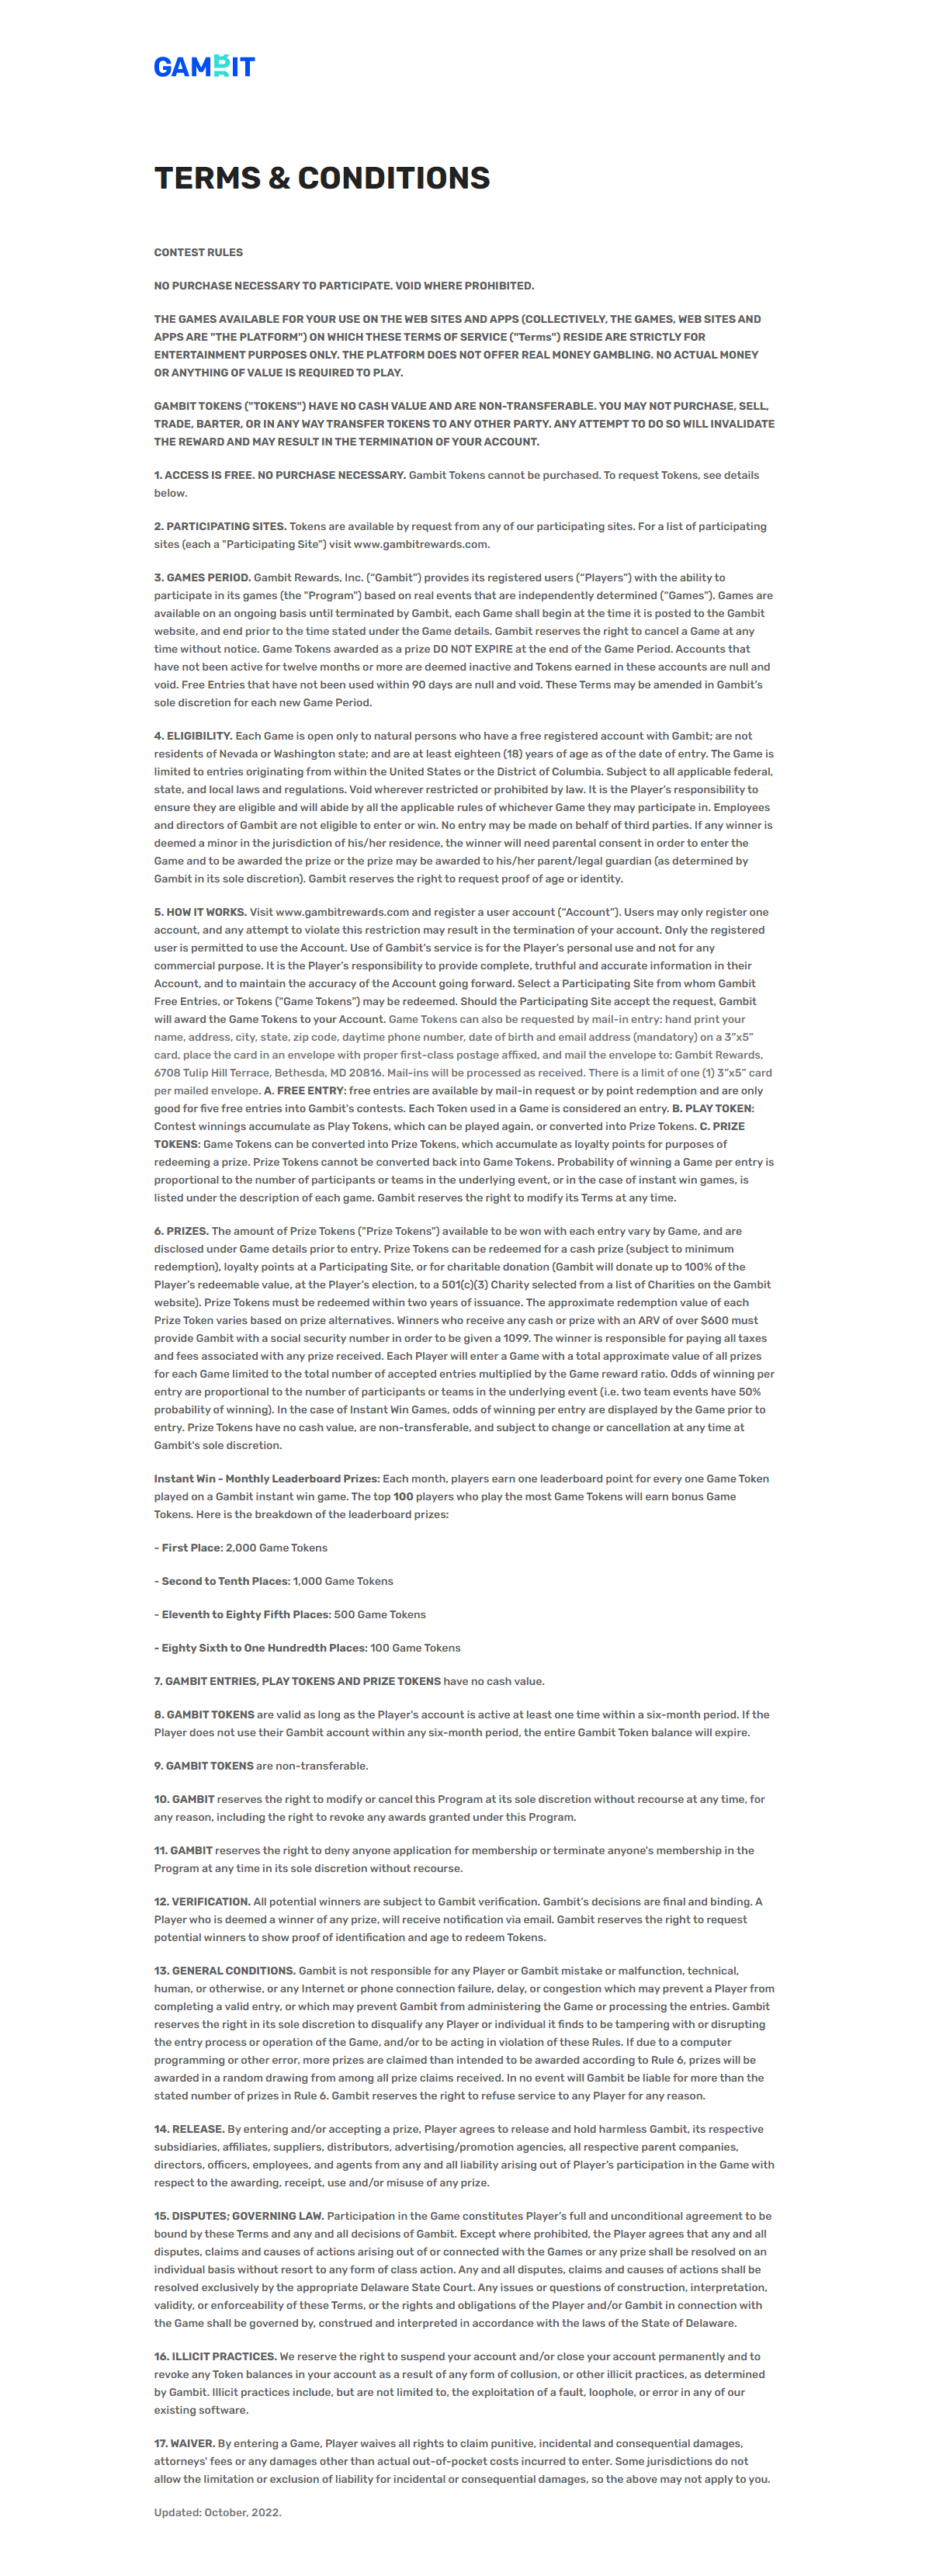 GAMBIT
TERMS & CONDITIONS
CONTEST RULES
NO PURCHASE NECESSARY TO PARTICIPATE. VOID WHERE PROHIBITED.
THE GAMES AVAILABLE FOR YOUR USE ON THE WEB SITES AND APPS (COLLECTIVELY, THE GAMES, WEB SITES AND
APPS ARE "THE PLATFORM") ON WHICH THESE TERMS OF SERVICE ("Terms") RESIDE ARE STRICTLY FOR
ENTERTAINMENT PURPOSES ONLY. THE PLATFORM DOES NOT OFFER REAL MONEY GAMBLING. NO ACTUAL MONEY
OR ANYTHING OF VALUE IS REQUIRED TO PLAY.
GAMBIT TOKENS ("TOKENS") HAVE NO CASH VALUE AND ARE NON-TRANSFERABLE. YOU MAY NOT PURCHASE, SELL,
TRADE, BARTER, OR IN ANY WAY TRANSFER TOKENS TO ANY OTHER PARTY. ANY ATTEMPT TO DO SO WILL INVALIDATE
THE REWARD AND MAY RESULT IN THE TERMINATION OF YOUR ACCOUNT.
1. ACCESS IS FREE. NO PURCHASE NECESSARY. Gambit Tokens cannot be purchased. To request Tokens, see details
below.
2. PARTICIPATING SITES. Tokens are available by request from any of our participating sites. For a list of participating
sites (each a "Participating Site") visit www.gambitrewards.com.
3. GAMES PERIOD. Gambit Rewards, Inc. (“Gambit”) provides its registered users (“Players”) with the ability to
participate in its games (the "Program") based on real events that are independently determined (“Games”). Games are
available on an ongoing basis until terminated by Gambit, each Game shall begin at the time it is posted to the Gambit
website, and end prior to the time stated under the Game details. Gambit reserves the right to cancel a Game at any
time without notice. Game Tokens awarded as a prize DO NOT EXPIRE at the end of the Game Period. Accounts that
have not been active for twelve months or more are deemed inactive and Tokens earned in these accounts are null and
void. Free Entries that have not been used within 90 days are null and void. These Terms may be amended in Gambit’s
sole discretion for each new Game Period.
4. ELIGIBILITY. Each Game is open only to natural persons who have a free registered account with Gambit; are not
residents of Nevada or Washington state; and are at least eighteen (18) years of age as of the date of entry. The Game is
limited to entries originating from within the United States or the District of Columbia. Subject to all applicable federal,
state, and local laws and regulations. Void wherever restricted or prohibited by law. It is the Player’s responsibility to
ensure they are eligible and will abide by all the applicable rules of whichever Game they may participate in. Employees
and directors of Gambit are not eligible to enter or win. No entry may be made on behalf of third parties. If any winner is
deemed a minor in the jurisdiction of his/her residence, the winner will need parental consent in order to enter the
Game and to be awarded the prize or the prize may be awarded to his/her parent/legal guardian (as determined by
Gambit in its sole discretion). Gambit reserves the right to request proof of age or identity.
5. HOW IT WORKS. Visit www.gambitrewards.com and register a user account (“Account”). Users may only register one
account, and any attempt to violate this restriction may result in the termination of your account. Only the registered
user is permitted to use the Account. Use of Gambit’s service is for the Player’s personal use and not for any
commercial purpose. It is the Player’s responsibility to provide complete, truthful and accurate information in their
Account, and to maintain the accuracy of the Account going forward. Select a Participating Site from whom Gambit
Free Entries, or Tokens ("Game Tokens") may be redeemed. Should the Participating Site accept the request, Gambit
will award the Game Tokens to your Account. Game Tokens can also be requested by mail-in entry: hand print your
name, address, city, state, zip code, daytime phone number, date of birth and email address (mandatory) on a 3”x5”
card, place the card in an envelope with proper first-class postage affixed, and mail the envelope to: Gambit Rewards,
6708 Tulip Hill Terrace, Bethesda, MD 20816. Mail-ins will be processed as received. There is a limit of one (1) 3”x5” card
per mailed envelope. A. FREE ENTRY: free entries are available by mail-in request or by point redemption and are only
good for five free entries into Gambit's contests. Each Token used in a Game is considered an entry. B. PLAY TOKEN:
Contest winnings accumulate as Play Tokens, which can be played again, or converted into Prize Tokens. C. PRIZE
TOKENS: Game Tokens can be converted into Prize Tokens, which accumulate as loyalty points for purposes of
redeeming a prize. Prize Tokens cannot be converted back into Game Tokens. Probability of winning a Game per entry is
proportional to the number of participants or teams in the underlying event, or in the case of instant win games, is
listed under the description of each game. Gambit reserves the right to modify its Terms at any time.
6. PRIZES. The amount of Prize Tokens ("Prize Tokens") available to be won with each entry vary by Game, and are
disclosed under Game details prior to entry. Prize Tokens can be redeemed for a cash prize (subject to minimum
redemption), loyalty points at a Participating Site, or for charitable donation (Gambit will donate up to 100% of the
Player’s redeemable value, at the Player’s election, to a 501(c)(3) Charity selected from a list of Charities on the Gambit
website). Prize Tokens must be redeemed within two years of issuance. The approximate redemption value of each
Prize Token varies based on prize alternatives. Winners who receive any cash or prize with an ARV of over $600 must
provide Gambit with a social security number in order to be given a 1099. The winner is responsible for paying all taxes
and fees associated with any prize received. Each Player will enter a Game with a total approximate value of all prizes
for each Game limited to the total number of accepted entries multiplied by the Game reward ratio. Odds of winning per
entry are proportional to the number of participants or teams in the underlying event (i.e. two team events have 50%
probability of winning). In the case of Instant Win Games, odds of winning per entry are displayed by the Game prior to
entry. Prize Tokens have no cash value, are non-transferable, and subject to change or cancellation at any time at
Gambit's sole discretion.
Instant Win - Monthly Leaderboard Prizes: Each month, players earn one leaderboard point for every one Game Token
played on a Gambit instant win game. The top 100 players who play the most Game Tokens will earn bonus Game
Tokens. Here is the breakdown of the leaderboard prizes:
- First Place: 2,000 Game Tokens
- Second to Tenth Places: 1,000 Game Tokens
- Eleventh to Eighty Fifth Places: 500 Game Tokens
- Eighty Sixth to One Hundredth Places: 100 Game Tokens
7. GAMBIT ENTRIES, PLAY TOKENS AND PRIZE TOKENS have no cash value.
8. GAMBIT TOKENS are valid as long as the Player's account is active at least one time within a six-month period. If the
Player does not use their Gambit account within any six-month period, the entire Gambit Token balance will expire.
9. GAMBIT TOKENS are non-transferable.
10. GAMBIT reserves the right to modify or cancel this Program at its sole discretion without recourse at any time, for
any reason, including the right to revoke any awards granted under this Program.
11. GAMBIT reserves the right to deny anyone application for membership or terminate anyone's membership in the
Program at any time in its sole discretion without recourse.
12. VERIFICATION. All potential winners are subject to Gambit verification. Gambit’s decisions are final and binding. A
Player who is deemed a winner of any prize, will receive notification via email. Gambit reserves the right to request
potential winners to show proof of identification and age to redeem Tokens.
13. GENERAL CONDITIONS. Gambit is not responsible for any Player or Gambit mistake or malfunction, technical,
human, or otherwise, or any Internet or phone connection failure, delay, or congestion which may prevent a Player from
completing a valid entry, or which may prevent Gambit from administering the Game or processing the entries. Gambit
reserves the right in its sole discretion to disqualify any Player or individual it finds to be tampering with or disrupting
the entry process or operation of the Game, and/or to be acting in violation of these Rules. If due to a computer
programming or other error, more prizes are claimed than intended to be awarded according to Rule 6, prizes will be
awarded in a random drawing from among all prize claims received. In no event will Gambit be liable for more than the
stated number of prizes in Rule 6. Gambit reserves the right to refuse service to any Player for any reason.
14. RELEASE. By entering and/or accepting a prize, Player agrees to release and hold harmless Gambit, its respective
subsidiaries, affiliates, suppliers, distributors, advertising/promotion agencies, all respective parent companies,
directors, officers, employees, and agents from any and all liability arising out of Player’s participation in the Game with
respect to the awarding, receipt, use and/or misuse of any prize.
15. DISPUTES; GOVERNING LAW. Participation in the Game constitutes Player’s full and unconditional agreement to be
bound by these Terms and any and all decisions of Gambit. Except where prohibited, the Player agrees that any and all
disputes, claims and causes of actions arising out of or connected with the Games or any prize shall be resolved on an
individual basis without resort to any form of class action. Any and all disputes, claims and causes of actions shall be
resolved exclusively by the appropriate Delaware State Court. Any issues or questions of construction, interpretation,
validity, or enforceability of these Terms, or the rights and obligations of the Player and/or Gambit in connection with
the Game shall be governed by, construed and interpreted in accordance with the laws of the State of Delaware.
16. ILLICIT PRACTICES. We reserve the right to suspend your account and/or close your account permanently and to
revoke any Token balances in your account as a result of any form of collusion, or other illicit practices, as determined
by Gambit. Illicit practices include, but are not limited to, the exploitation of a fault, loophole, or error in any of our
existing software.
17. WAIVER. By entering a Game, Player waives all rights to claim punitive, incidental and consequential damages,
attorneys' fees or any damages other than actual out-of-pocket costs incurred to enter. Some jurisdictions do not
allow the limitation or exclusion of liability for incidental or consequential damages, so the above may not apply to you.
Updated: October, 2022.